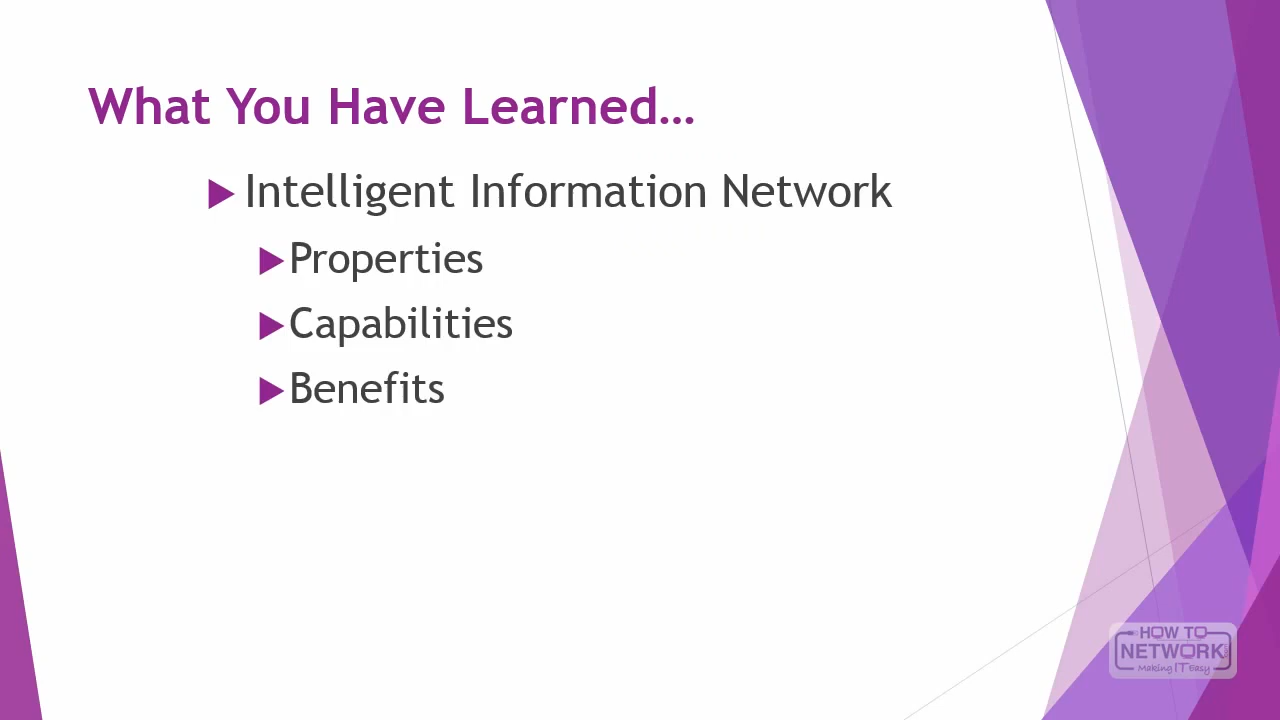 What You Have Learned...
Intelligent Information Network
Properties
Capabilities
Benefits
HOW TO
NETWORK
Making IT Easy